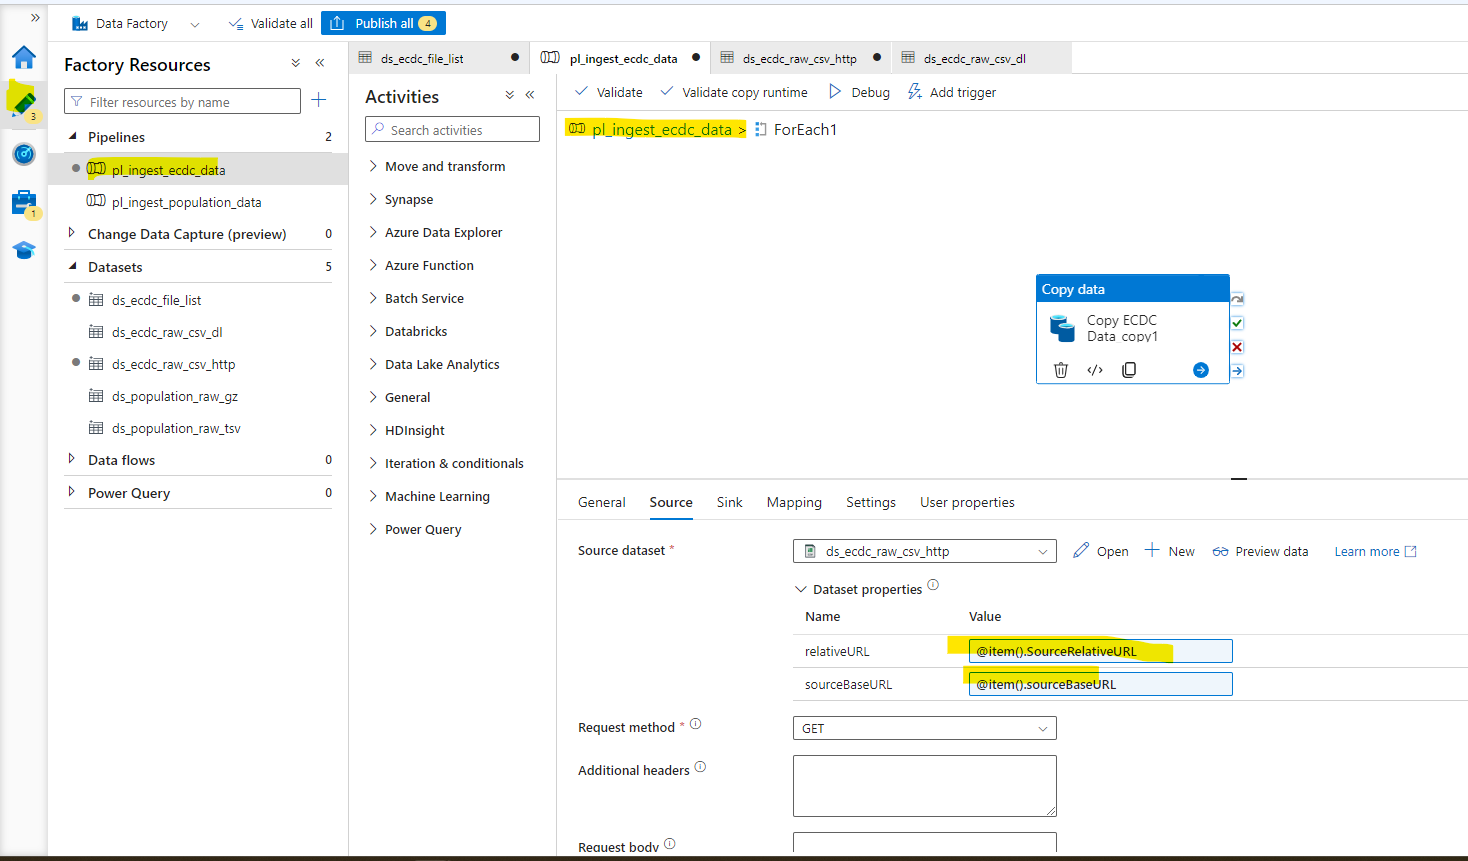 Data Factory
Validate all
Publish all 4
3
1
Factory Resources
Filter resources by name
Pipelines 2
pl_ingest_ecdc_data
pl_ingest_population_data
Change Data Capture (preview) 0
Datasets 5
ds_ecdc_file_list
ds_ecdc_raw_csv_dl
ds_ecdc_raw_csv_http
ds_population_raw_gz
ds_population_raw_tsv
Data flows 0
Power Query 0
ds_ecdc_file_list
pl_ingest_ecdc_data
ds_ecdc_raw_csv_http
ds_ecdc_raw_csv_dl
Activities
Search activities
Move and transform
Synapse
Azure Data Explorer
Azure Function
Batch Service
Databricks
Data Lake Analytics
General
HDInsight
Iteration & conditionals
Machine Learning
Power Query
Validate
Validate copy runtime
Debug
Add trigger
pl_ingest_ecdc_data > ForEach1
Copy data
Copy ECDC
Data_copy1
General
Source
Sink
Mapping
Settings
User properties
Source dataset *
ds_ecdc_raw_csv_http
Open
New
Preview data
Learn more
Dataset properties
Name Value
relativeURL @item().SourceRelativeURL
sourceBaseURL @item().sourceBaseURL
Request method * GET
Additional headers
Request body